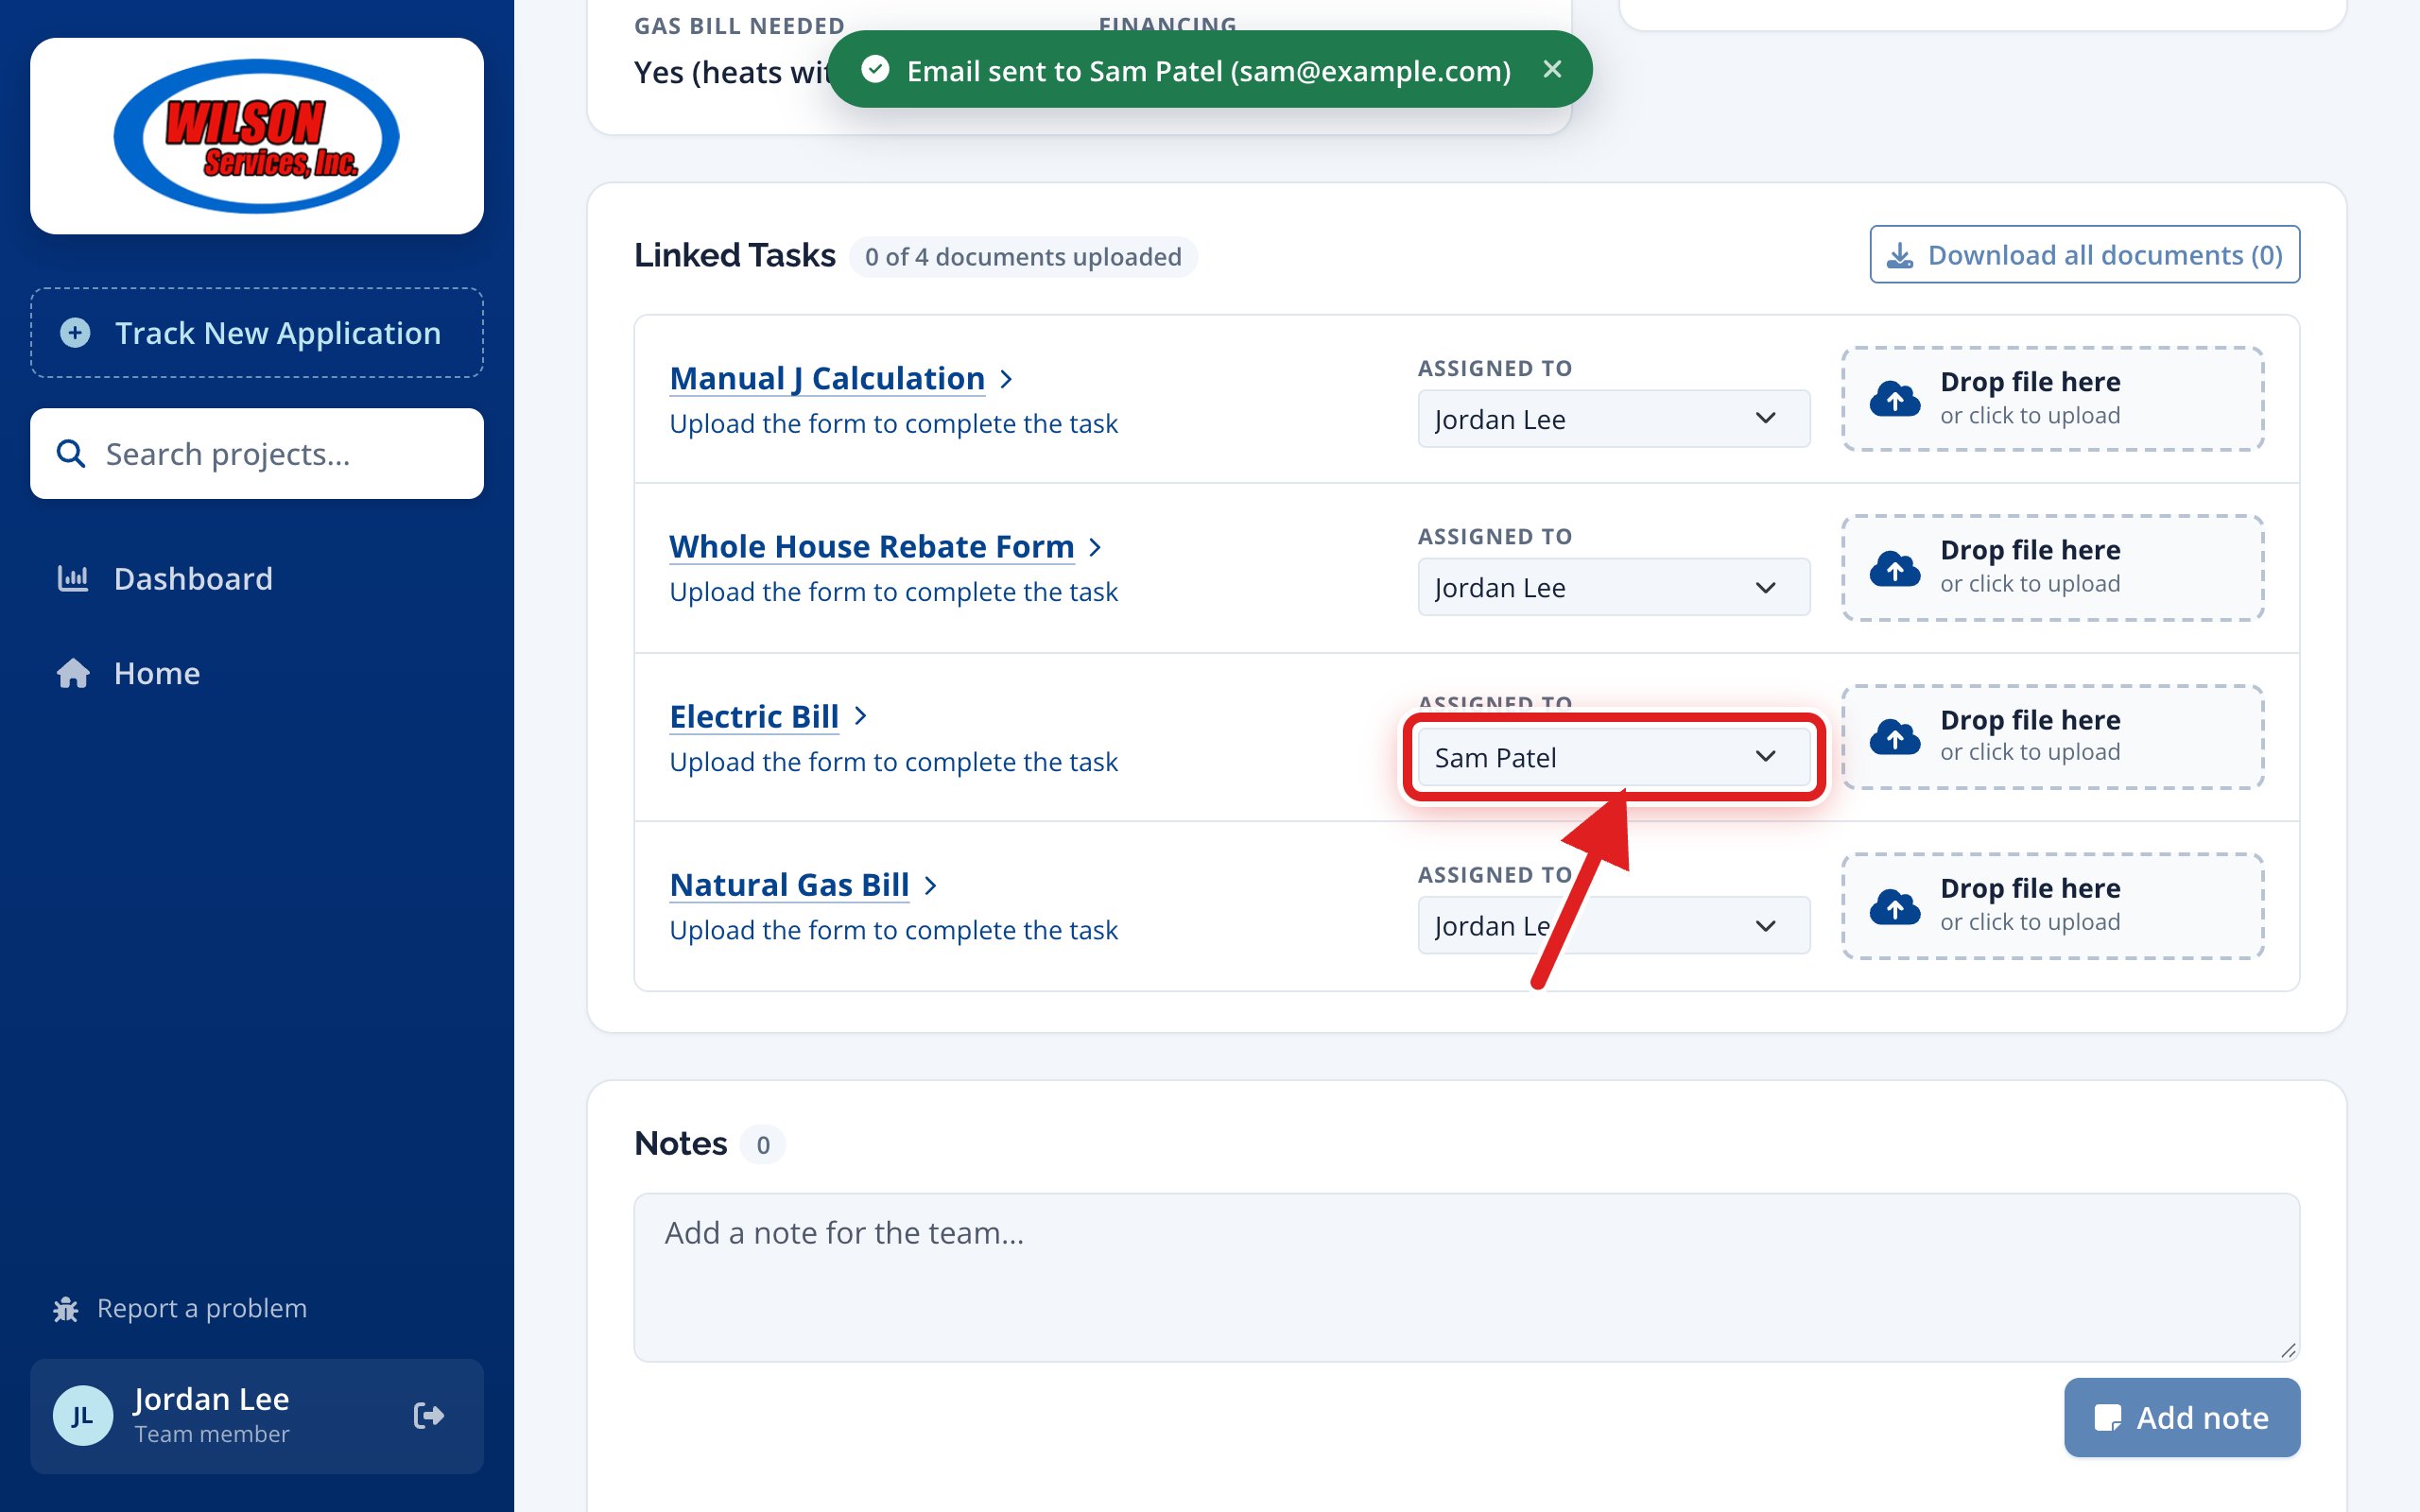 WILSON
Services, Inc.
Track New Application
Search projects...
Dashboard
Home
Report a problem
JL
Jordan Lee
Team member
GAS BILL NEEDED
FINANCING
Yes (heats wit
Email sent to Sam Patel (sam@example.com)
Linked Tasks
0 of 4 documents uploaded
Download all documents (0)
Manual J Calculation
Upload the form to complete the task
ASSIGNED TO
Jordan Lee
Drop file here
or click to upload
Whole House Rebate Form
Upload the form to complete the task
ASSIGNED TO
Jordan Lee
Drop file here
or click to upload
Electric Bill
Upload the form to complete the task
ASSIGNED TO
Sam Patel
Drop file here
or click to upload
Natural Gas Bill
Upload the form to complete the task
ASSIGNED TO
Jordan Le
Drop file here
or click to upload
Notes
0
Add a note for the team...
Add note